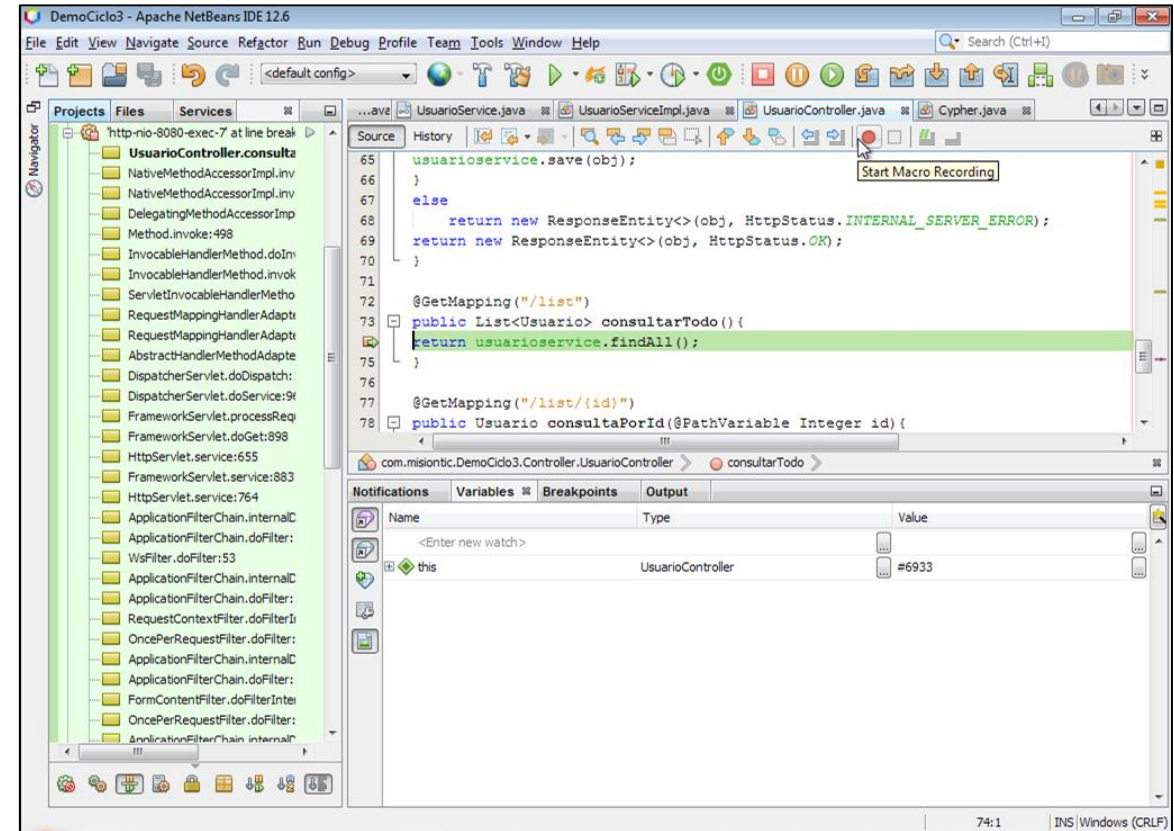 DemoCiclo3 - Apache NetBeans IDE 12.6
File Edit View Navigate Source Refactor Run Debug Profile Team Tools Window Help
Search (Ctrl+I)
<default config>
Projects Files Services
...ava UsuarioService.java UsuarioServiceImpl.java UsuarioController.java Cypher.java
Navigator
'http-nio-8080-exec-7' at line break
UsuarioController.consulta
NativeMethodAccessorImpl.inv
NativeMethodAccessorImpl.inv
DelegatingMethodAccessorImp
Method.invoke:498
InvocableHandlerMethod.doInv
InvocableHandlerMethod.invok
ServletInvocableHandlerMetho
RequestMappingHandlerAdapte
RequestMappingHandlerAdapte
AbstractHandlerMethodAdapte
DispatcherServlet.doDispatch:
DispatcherServlet.doService:96
FrameworkServlet.processRequ
FrameworkServlet.doGet:898
HttpServlet.service:655
FrameworkServlet.service:883
HttpServlet.service:764
ApplicationFilterChain.internalD
ApplicationFilterChain.doFilter:
WsFilter.doFilter:53
ApplicationFilterChain.internalD
ApplicationFilterChain.doFilter:
RequestContextFilter.doFilterIn
OncePerRequestFilter.doFilter:
ApplicationFilterChain.internalD
ApplicationFilterChain.doFilter:
FormContentFilter.doFilterInter
OncePerRequestFilter.doFilter:
ApplicationFilterChain.internalD
Source History
Start Macro Recording
65 usuarioservice.save(obj);
66 }
67 else
68 return new ResponseEntity<>(obj, HttpStatus.INTERNAL_SERVER_ERROR);
69 return new ResponseEntity<>(obj, HttpStatus.OK);
70 }
71
72 @GetMapping("/list")
73 public List<Usuario> consultarTodo(){
return usuarioservice.findAll();
75 }
76
77 @GetMapping("/list/{id}")
78 public Usuario consultaPorId(@PathVariable Integer id){
com.misiontic.DemoCiclo3.Controller.UsuarioController consultarTodo
Notifications Variables Breakpoints Output
Name Type Value
<Enter new watch> ... ...
this UsuarioController ... #6933 ...
74:1 INS Windows (CRLF)